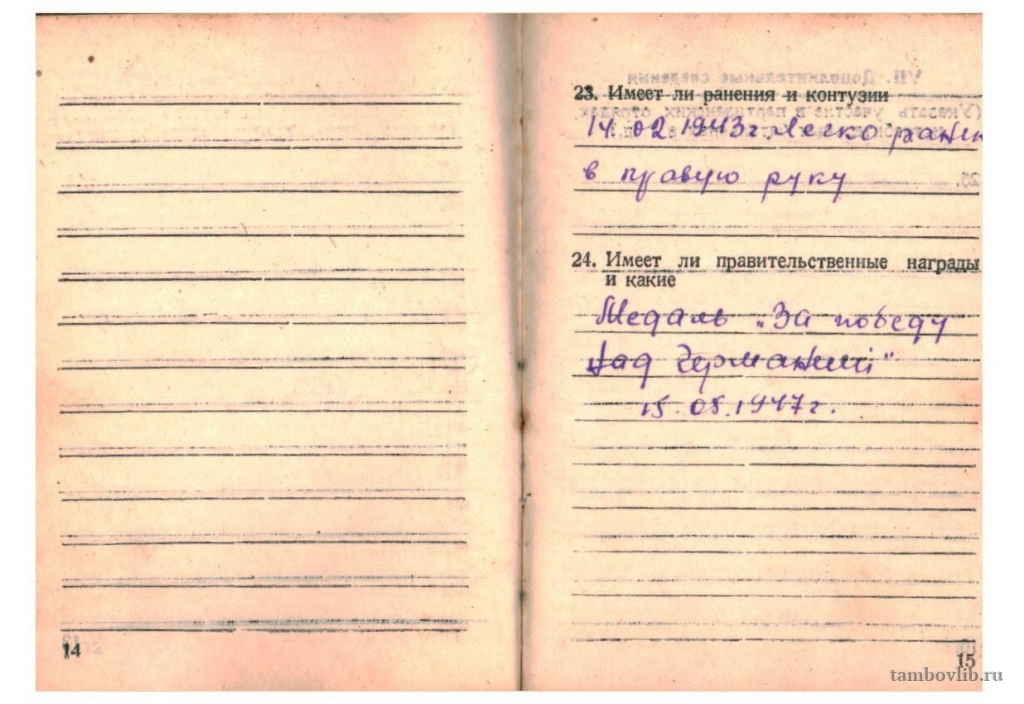 14
23. Имеет ли ранения и контузии
14.02.1943г. Легко ранен
в правую руку
24. Имеет ли правительственные награды
и какие
Медаль „За победу
над Германией"
15.05.1947г.
15
tambovlib.ru